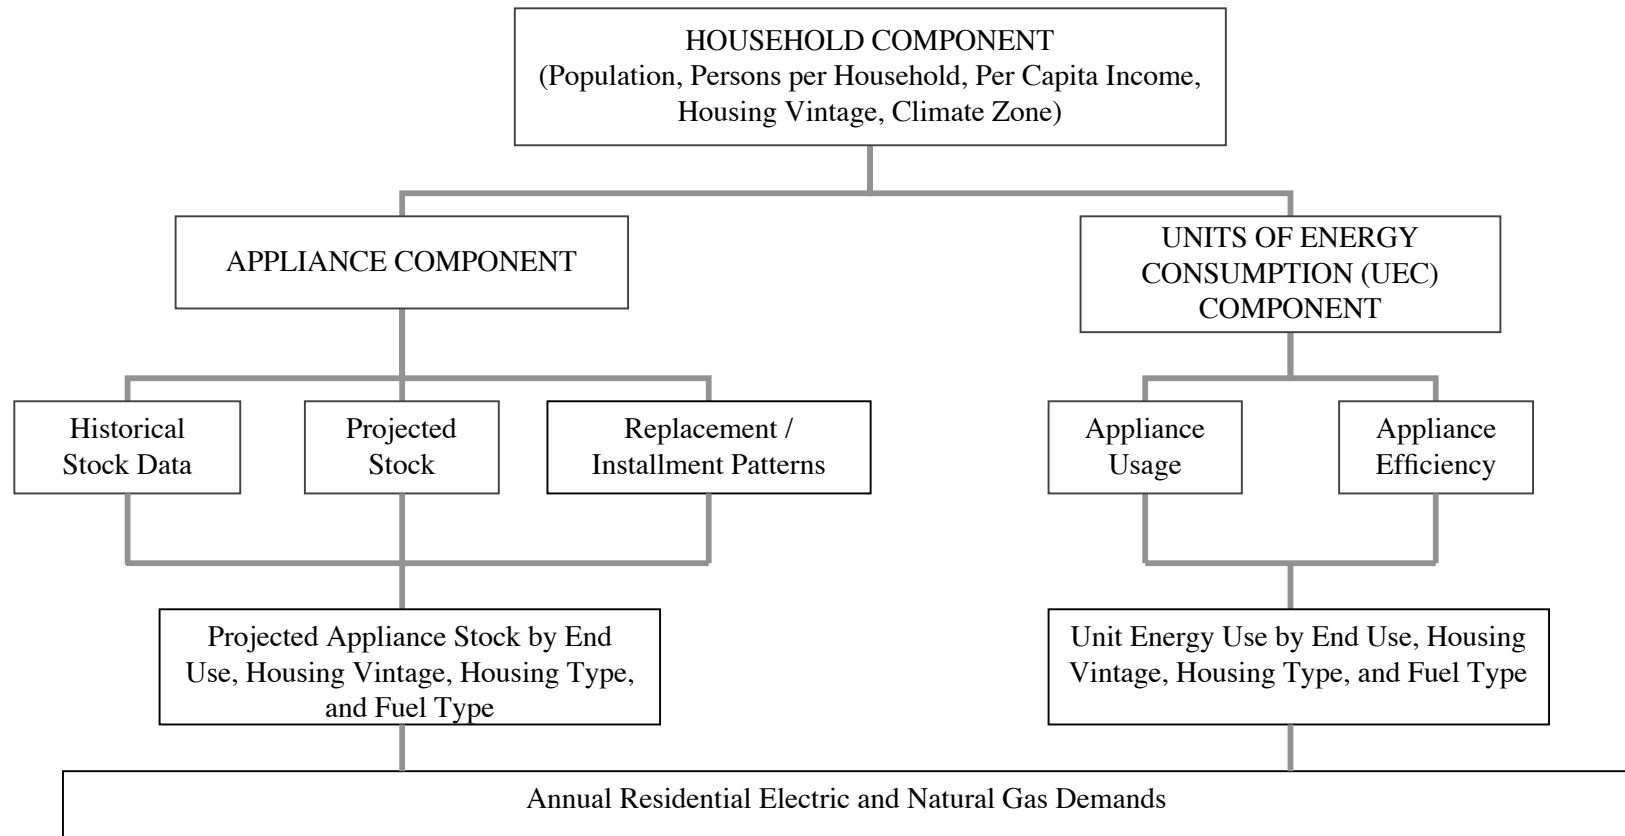 HOUSEHOLD COMPONENT
(Population, Persons per Household, Per Capita Income,
Housing Vintage, Climate Zone)
APPLIANCE COMPONENT
UNITS OF ENERGY
CONSUMPTION (UEC)
COMPONENT
Historical
Stock Data
Projected
Stock
Replacement /
Installment Patterns
Appliance
Usage
Appliance
Efficiency
Projected Appliance Stock by End
Use, Housing Vintage, Housing Type,
and Fuel Type
Unit Energy Use by End Use, Housing
Vintage, Housing Type, and Fuel Type
Annual Residential Electric and Natural Gas Demands